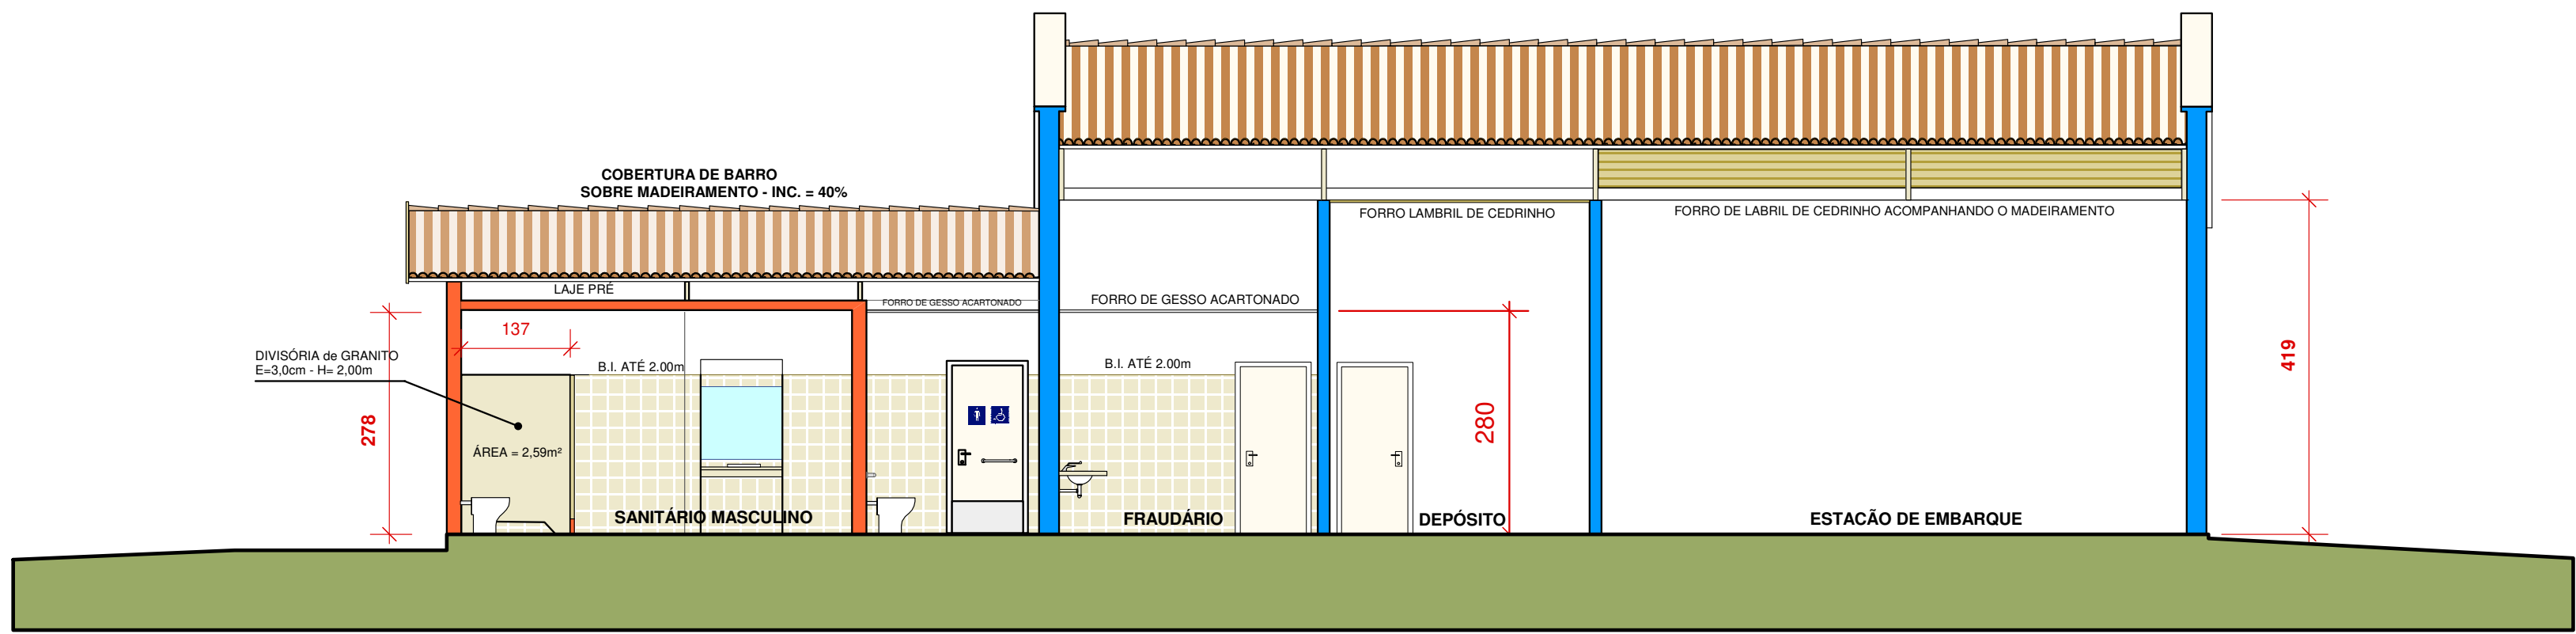 COBERTURA DE BARRO
SOBRE MADEIRAMENTO - INC. = 40%
FORRO LAMBRIL DE CEDRINHO
FORRO DE LABRIL DE CEDRINHO ACOMPANHANDO O MADEIRAMENTO
LAJE PRÉ
FORRO DE GESSO ACARTONADO
FORRO DE GESSO ACARTONADO
137
DIVISÓRIA de GRANITO
E=3,0cm - H= 2,00m
B.I. ATÉ 2.00m
B.I. ATÉ 2.00m
419
278
280
ÁREA = 2,59m²
SANITÁRIO MASCULINO
FRAUDÁRIO
DEPÓSITO
ESTACÃO DE EMBARQUE